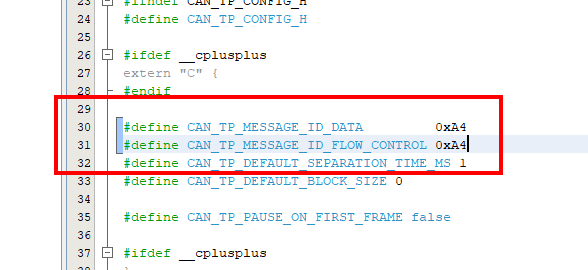 23 #ifndef CAN_TP_CONFIG_H
24 #define CAN_TP_CONFIG_H
25
26 #ifdef __cplusplus
27 extern "C" {
28 #endif
29
30 #define CAN_TP_MESSAGE_ID_DATA 0xA4
31 #define CAN_TP_MESSAGE_ID_FLOW_CONTROL 0xA4
32 #define CAN_TP_DEFAULT_SEPARATION_TIME_MS 1
33 #define CAN_TP_DEFAULT_BLOCK_SIZE 0
34
35 #define CAN_TP_PAUSE_ON_FIRST_FRAME false
36
37 #ifdef __cplusplus
38 }